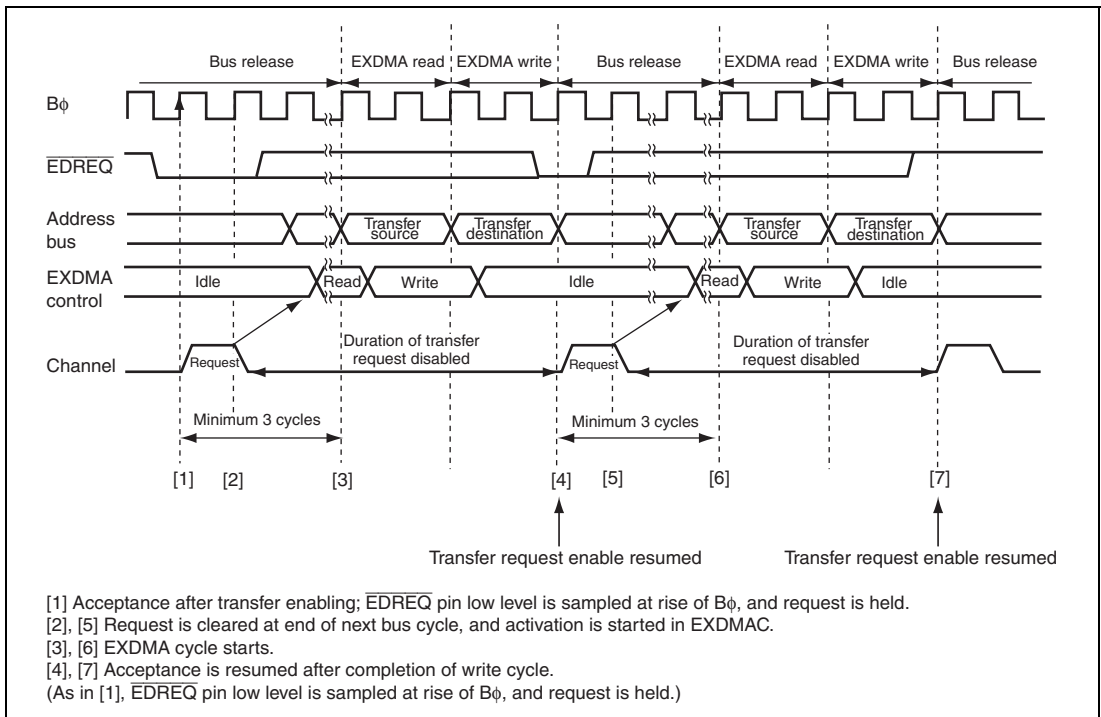 Bus release EXDMA read EXDMA write Bus release EXDMA read EXDMA write Bus release
Bϕ
EDREQ
Address
bus
Transfer source Transfer destination Transfer source Transfer destination
EXDMA
control
Idle Read Write Idle Read Write Idle
Channel
Request Duration of transfer request disabled Request Duration of transfer request disabled
Minimum 3 cycles Minimum 3 cycles
[1] [2] [3] [4] [5] [6] [7]
Transfer request enable resumed Transfer request enable resumed
[1] Acceptance after transfer enabling; EDREQ pin low level is sampled at rise of Bϕ, and request is held.
[2], [5] Request is cleared at end of next bus cycle, and activation is started in EXDMAC.
[3], [6] EXDMA cycle starts.
[4], [7] Acceptance is resumed after completion of write cycle.
(As in [1], EDREQ pin low level is sampled at rise of Bϕ, and request is held.)